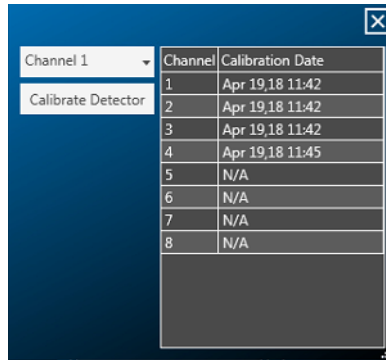 Channel 1
Calibrate Detector
Channel Calibration Date
1 Apr 19,18 11:42
2 Apr 19,18 11:42
3 Apr 19,18 11:42
4 Apr 19,18 11:45
5 N/A
6 N/A
7 N/A
8 N/A